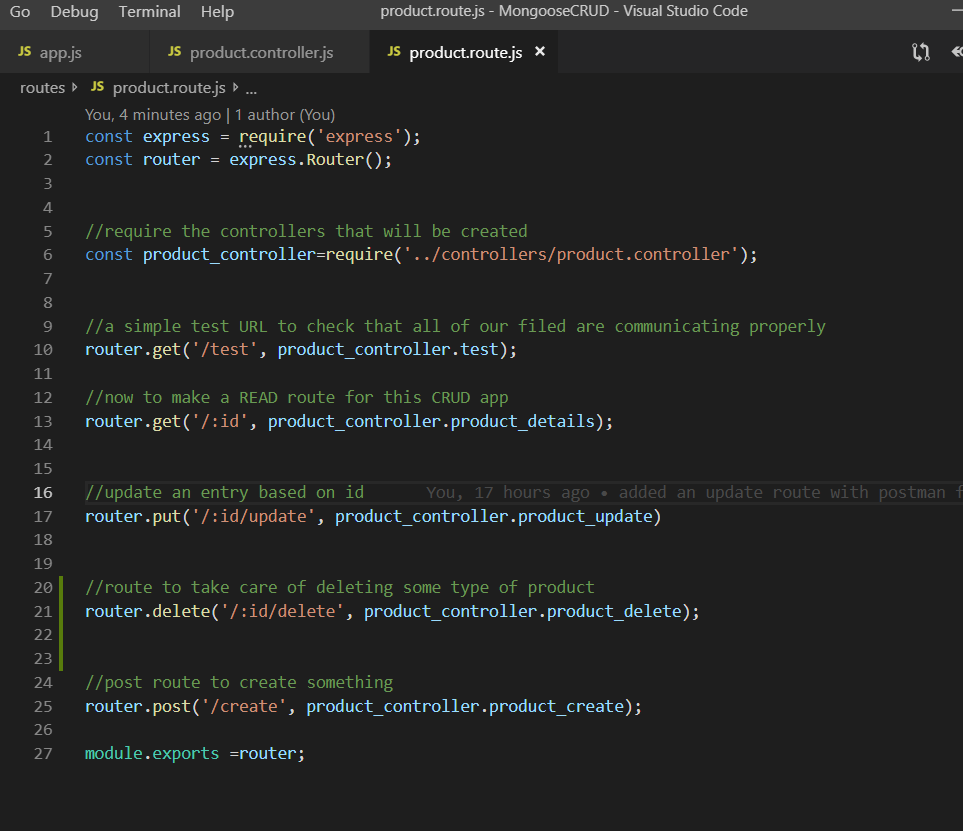 Go Debug Terminal Help product.route.js - MongooseCRUD - Visual Studio Code
JS app.js JS product.controller.js JS product.route.js ×
routes JS product.route.js ...
You, 4 minutes ago | 1 author (You)
1 const express = require('express');
2 const router = express.Router();
3
4
5 //require the controllers that will be created
6 const product_controller=require('../controllers/product.controller');
7
8
9 //a simple test URL to check that all of our filed are communicating properly
10 router.get('/test', product_controller.test);
11
12 //now to make a READ route for this CRUD app
13 router.get('/:id', product_controller.product_details);
14
15
16 //update an entry based on id You, 17 hours ago • added an update route with postman f
17 router.put('/:id/update', product_controller.product_update)
18
19
20 //route to take care of deleting some type of product
21 router.delete('/:id/delete', product_controller.product_delete);
22
23
24 //post route to create something
25 router.post('/create', product_controller.product_create);
26
27 module.exports =router;